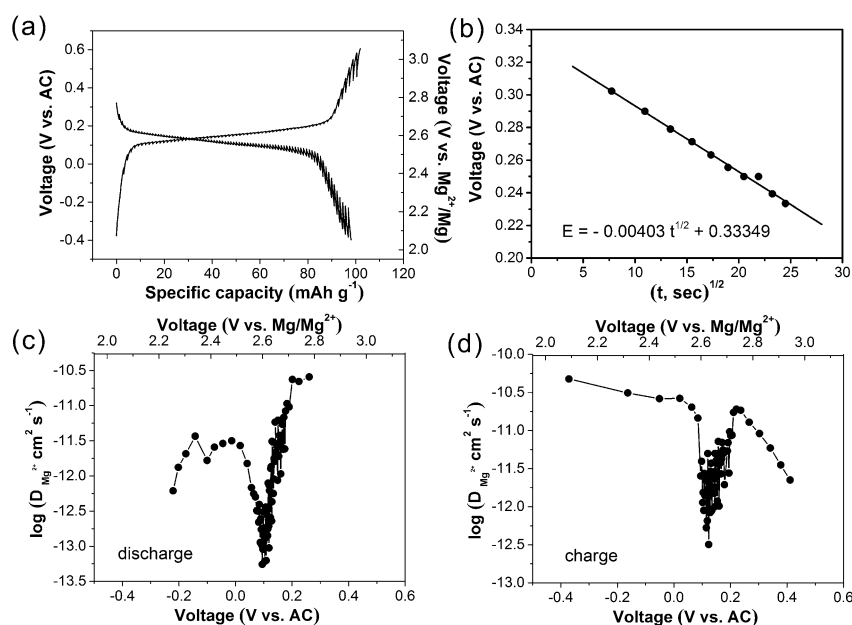 (a)
0.6
0.4
0.2
0.0
-0.2
-0.4
Voltage (V vs. AC)
3.0
2.8
2.6
2.4
2.2
2.0
Voltage (V vs. Mg²⁺/Mg)
0 20 40 60 80 100 120
Specific capacity (mAh g⁻¹)
(b)
0.34
0.32
0.30
0.28
0.26
0.24
0.22
0.20
Voltage (V vs. AC)
E = - 0.00403 t^1/2 + 0.33349
0 5 10 15 20 25 30
(t, sec)^1/2
(c)
Voltage (V vs. Mg/Mg²⁺)
2.0 2.2 2.4 2.6 2.8 3.0
-10.5
-11.0
-11.5
-12.0
-12.5
-13.0
-13.5
log (D Mg²⁺ cm² s⁻¹)
discharge
-0.4 -0.2 0.0 0.2 0.4 0.6
Voltage (V vs. AC)
(d)
Voltage (V vs. Mg/Mg²⁺)
2.0 2.2 2.4 2.6 2.8 3.0
-10.0
-10.5
-11.0
-11.5
-12.0
-12.5
-13.0
log (D Mg²⁺ cm² s⁻¹)
charge
-0.4 -0.2 0.0 0.2 0.4 0.6
Voltage (V vs. AC)